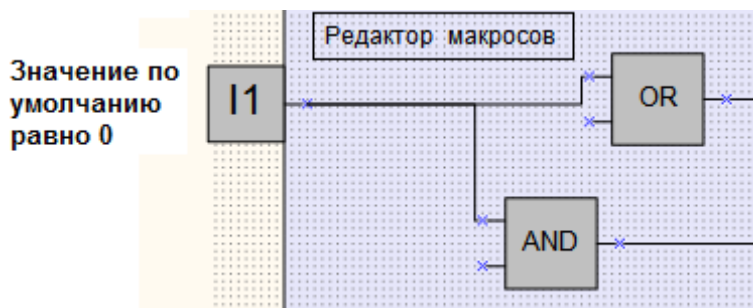 Редактор макросов
Значение по
умолчанию
равно 0
I1
OR
AND